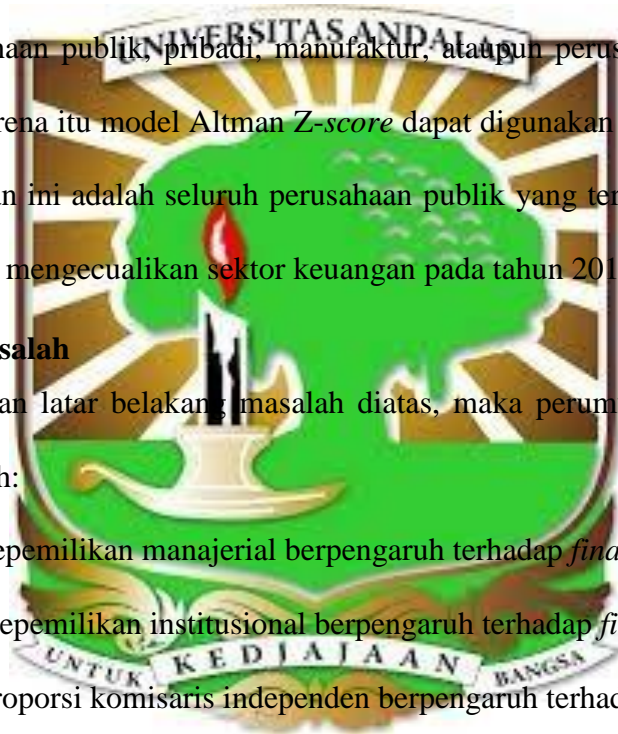 UNIVERSITAS ANDALAS
haan publik, pribadi, manufaktur, ataupun perus
rena itu model Altman Z-score dapat digunakan
an ini adalah seluruh perusahaan publik yang ter
mengecualikan sektor keuangan pada tahun 201
salah
an latar belakang masalah diatas, maka perum
h:
epemilikan manajerial berpengaruh terhadap fina
epemilikan institusional berpengaruh terhadap fi
UNTUK KEDJAJAAN BANGSA
roporsi komisaris independen berpengaruh terhad